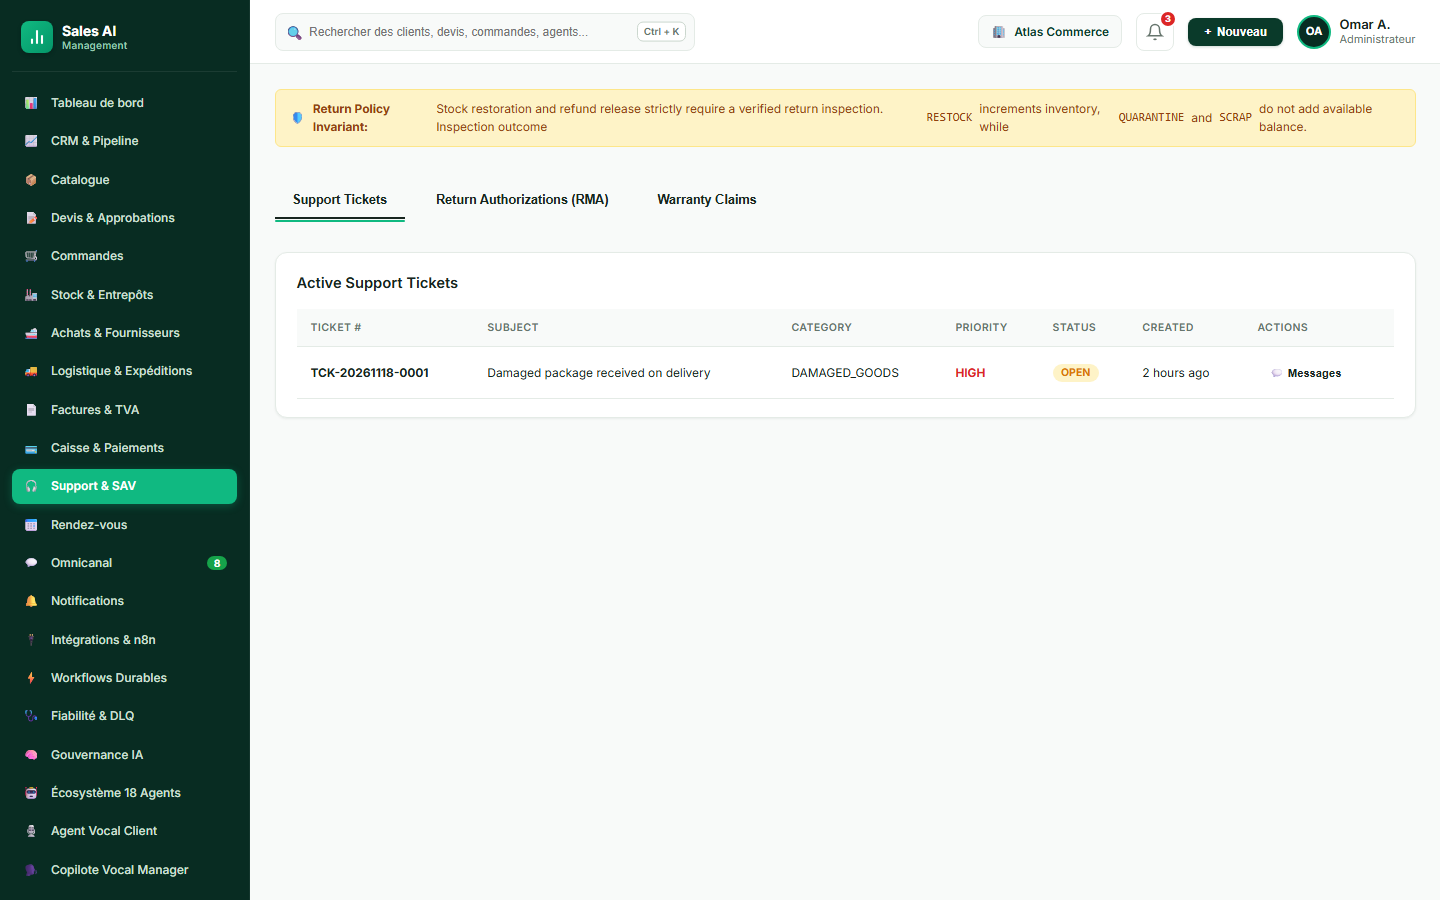 Sales AI
Management
Tableau de bord
CRM & Pipeline
Catalogue
Devis & Approbations
Commandes
Stock & Entrepôts
Achats & Fournisseurs
Logistique & Expéditions
Factures & TVA
Caisse & Paiements
Support & SAV
Rendez-vous
Omnicanal 8
Notifications
Intégrations & n8n
Workflows Durables
Fiabilité & DLQ
Gouvernance IA
Écosystème 18 Agents
Agent Vocal Client
Copilote Vocal Manager
Rechercher des clients, devis, commandes, agents... Ctrl + K
Atlas Commerce
3
+ Nouveau
OA
Omar A.
Administrateur
Return Policy
Invariant:
Stock restoration and refund release strictly require a verified return inspection.
Inspection outcome
RESTOCK
increments inventory,
while
QUARANTINE and SCRAP
do not add available
balance.
Support Tickets Return Authorizations (RMA) Warranty Claims
Active Support Tickets
TICKET # SUBJECT CATEGORY PRIORITY STATUS CREATED ACTIONS
TCK-20261118-0001 Damaged package received on delivery DAMAGED_GOODS HIGH OPEN 2 hours ago Messages